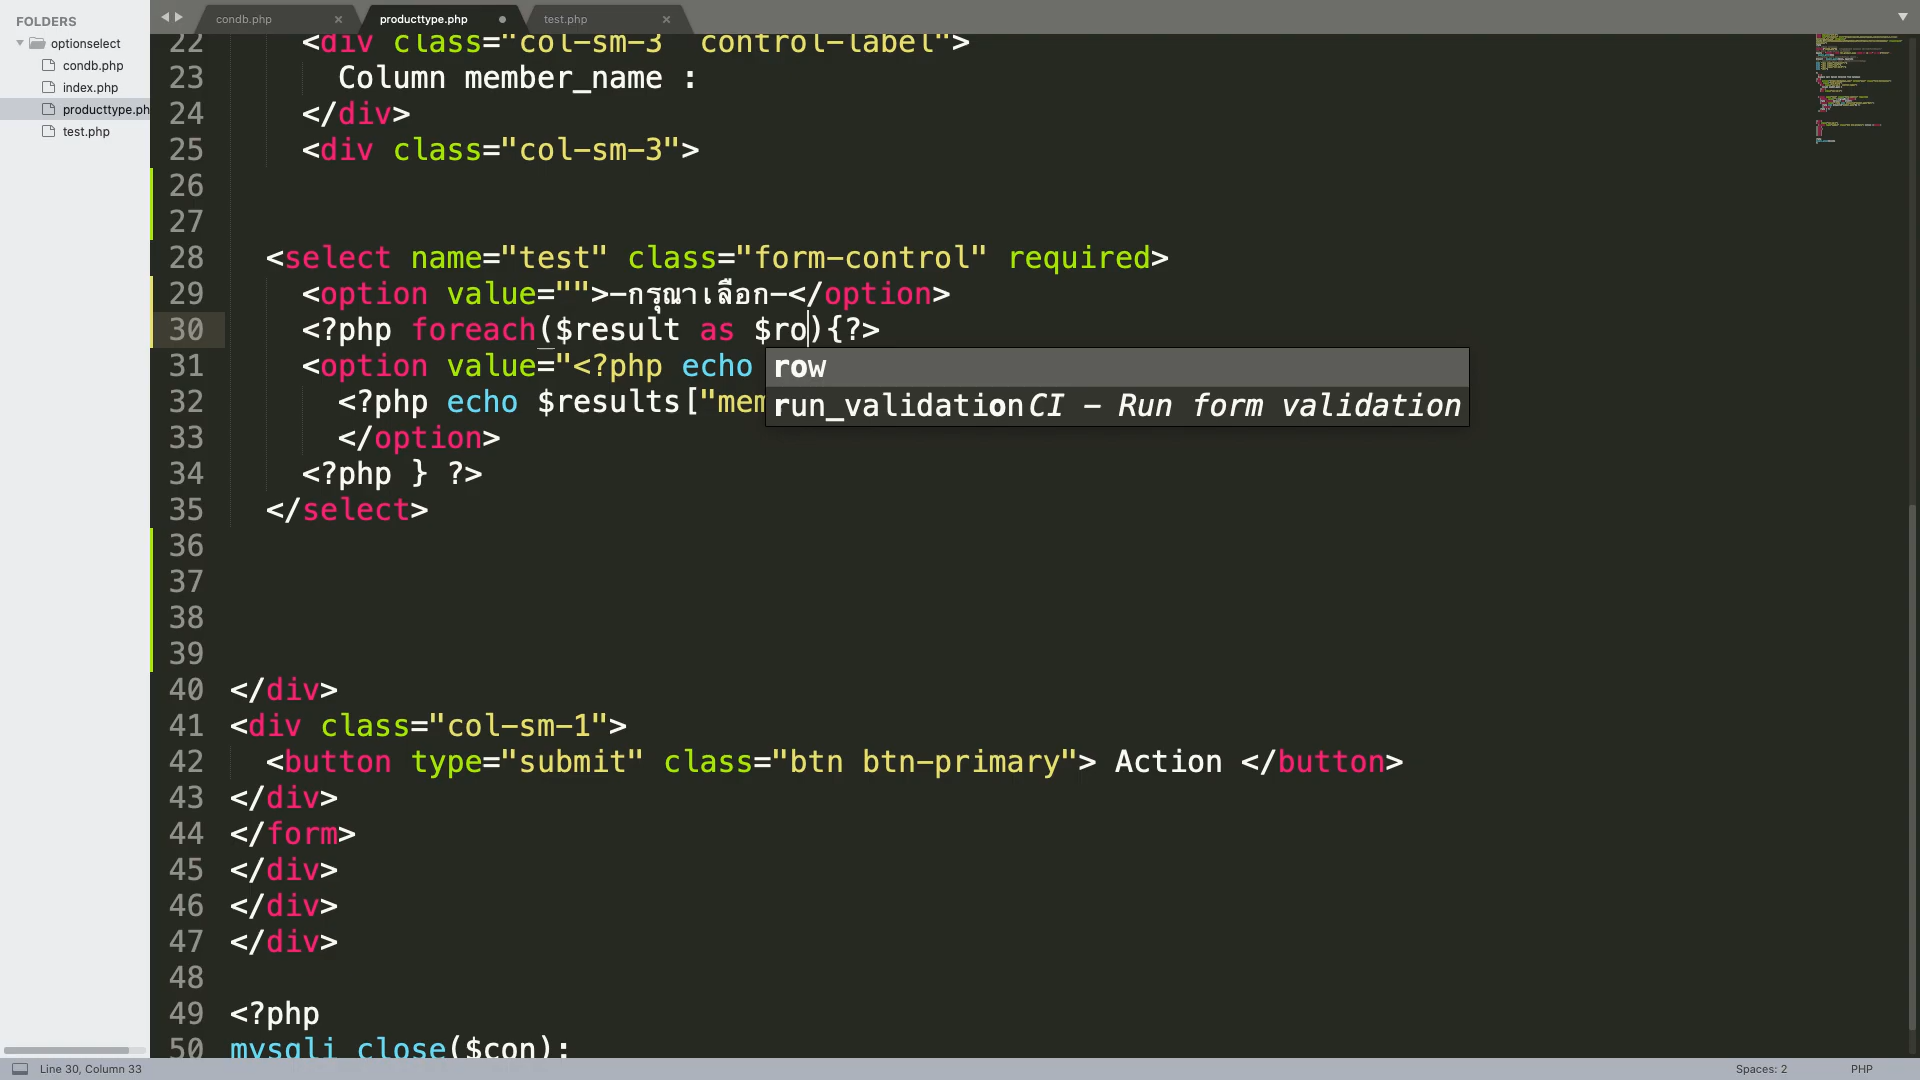 FOLDERS
optionselect
condb.php
index.php
producttype.ph
test.php
condb.php
producttype.php
test.php
22 <div class="col-sm-3  control-label">
23 Column member_name :
24 </div>
25 <div class="col-sm-3">
26
27
28 <select name="test" class="form-control" required>
29 <option value="">-กรุณาเลือก-</option>
30 <?php foreach($result as $ro){?>
31 <option value="<?php echo
row
32 <?php echo $results["mem
run_validationCI - Run form validation
33 </option>
34 <?php } ?>
35 </select>
36
37
38
39
40 </div>
41 <div class="col-sm-1">
42 <button type="submit" class="btn btn-primary"> Action </button>
43 </div>
44 </form>
45 </div>
46 </div>
47 </div>
48
49 <?php
50 mysqli_close($con);
Line 30, Column 33
Spaces: 2
PHP